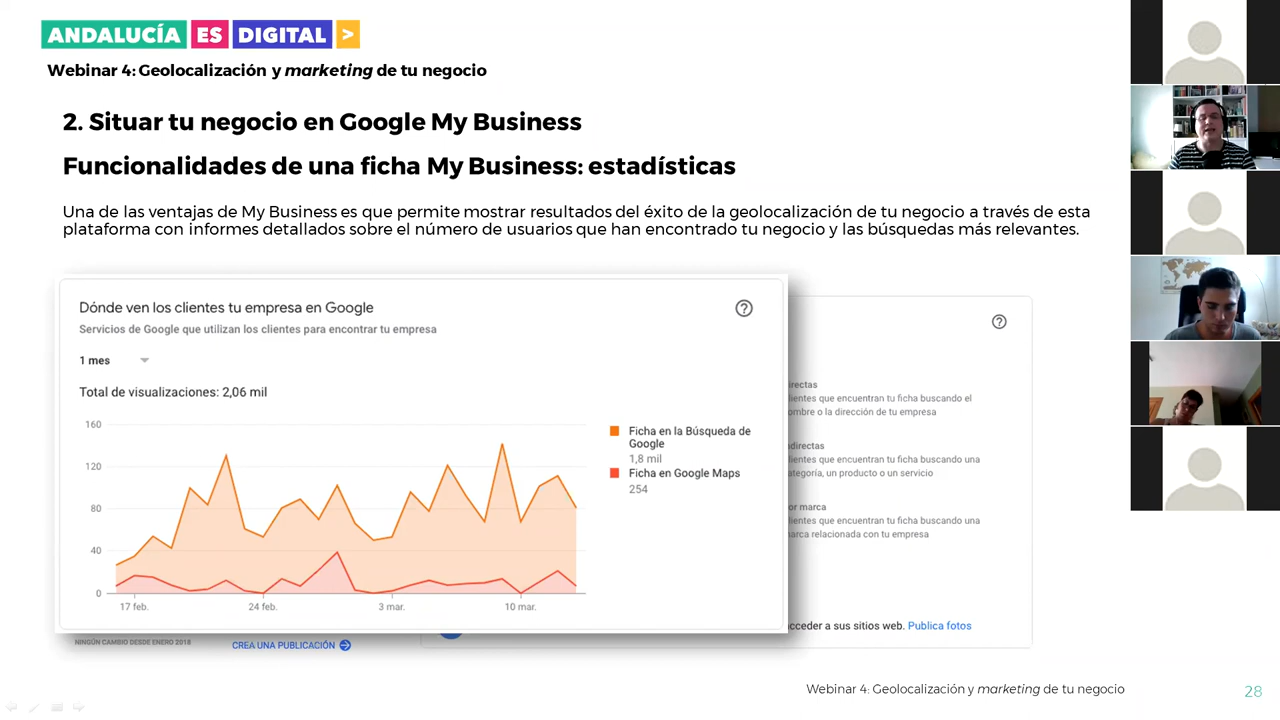 ANDALUCÍA ES DIGITAL >
Webinar 4: Geolocalización y marketing de tu negocio
2. Situar tu negocio en Google My Business
Funcionalidades de una ficha My Business: estadísticas
Una de las ventajas de My Business es que permite mostrar resultados del éxito de la geolocalización de tu negocio a través de esta
plataforma con informes detallados sobre el número de usuarios que han encontrado tu negocio y las búsquedas más relevantes.
Dónde ven los clientes tu empresa en Google
Servicios de Google que utilizan los clientes para encontrar tu empresa
1 mes
Total de visualizaciones: 2,06 mil
160
120
80
40
0
17 feb.
24 feb.
3 mar.
10 mar.
Ficha en la Búsqueda de
Google
1,8 mil
Ficha en Google Maps
254
directas
lientes que encuentran tu ficha buscando el
ombre o la dirección de tu empresa
ndirectas
lientes que encuentran tu ficha buscando una
ategoría, un producto o un servicio
or marca
lientes que encuentran tu ficha buscando una
arca relacionada con tu empresa
acceder a sus sitios web. Publica fotos
NINGÚN CAMBIO DESDE ENERO 2018
CREA UNA PUBLICACIÓN
Webinar 4: Geolocalización y marketing de tu negocio
28